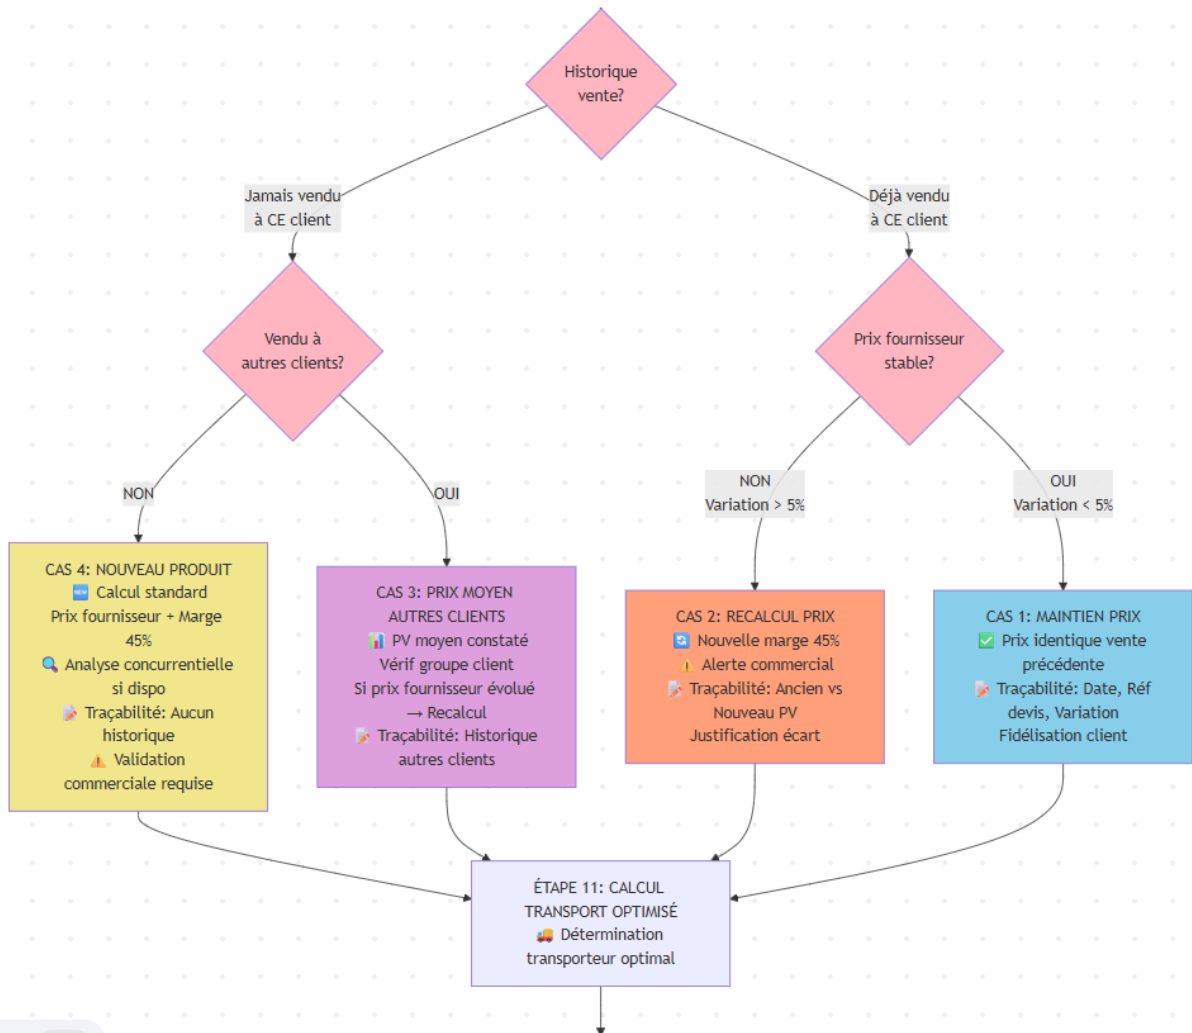 Historique
vente?
Jamais vendu
à CE client
Déjà vendu
à CE client
Vendu à
autres clients?
Prix fournisseur
stable?
NON
OUI
NON
Variation > 5%
OUI
Variation < 5%
CAS 4: NOUVEAU PRODUIT
🆕 Calcul standard
Prix fournisseur + Marge
45%
🔍 Analyse concurrentielle
si dispo
📝 Traçabilité: Aucun
historique
⚠️ Validation
commerciale requise
CAS 3: PRIX MOYEN
AUTRES CLIENTS
📊 PV moyen constaté
Vérif groupe client
Si prix fournisseur évolué
→ Recalcul
📝 Traçabilité: Historique
autres clients
CAS 2: RECALCUL PRIX
🔄 Nouvelle marge 45%
⚠️ Alerte commercial
📝 Traçabilité: Ancien vs
Nouveau PV
Justification écart
CAS 1: MAINTIEN PRIX
✅ Prix identique vente
précédente
📝 Traçabilité: Date, Réf
devis, Variation
Fidélisation client
ÉTAPE 11: CALCUL
TRANSPORT OPTIMISÉ
🚚 Détermination
transporteur optimal